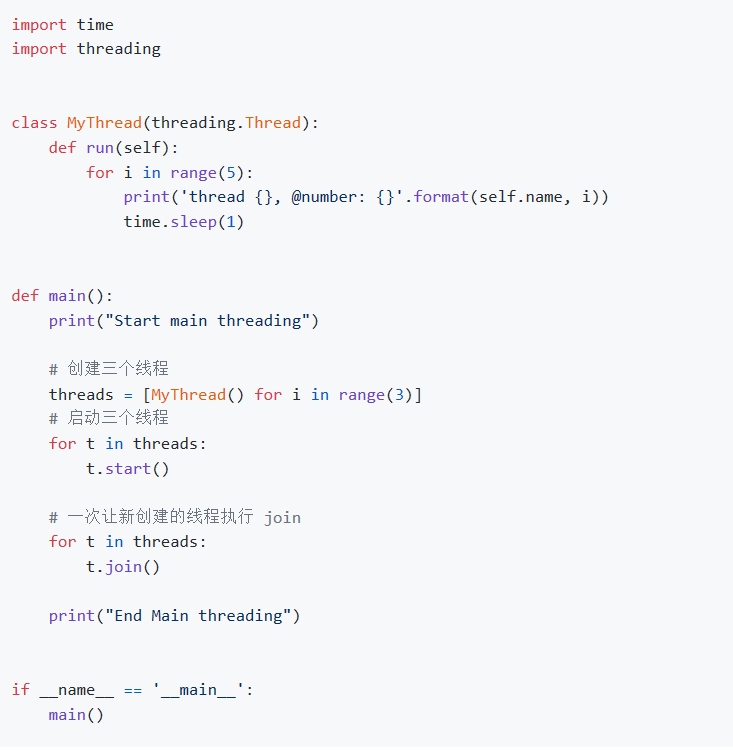 import time
import threading
class MyThread(threading.Thread):
    def run(self):
        for i in range(5):
            print('thread {}, @number: {}'.format(self.name, i))
            time.sleep(1)
def main():
    print("Start main threading")
    # 创建三个线程
    threads = [MyThread() for i in range(3)]
    # 启动三个线程
    for t in threads:
        t.start()
    # 一次让新创建的线程执行 join
    for t in threads:
        t.join()
    print("End Main threading")
if __name__ == '__main__':
    main()